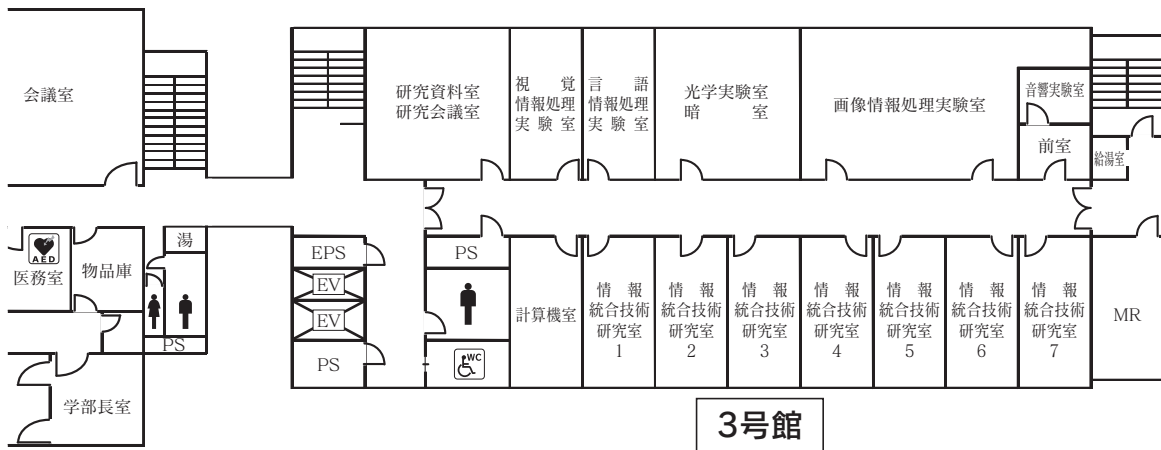 会議室
研究資料室
研究会議室
視覚
情報処理
実験室
言語
情報処理
実験室
光学実験室
暗室
画像情報処理実験室
音響実験室
前室
給湯室
AED
医務室
物品庫
湯
PS
学部長室
EPS
EV
EV
PS
PS
WC
計算機室
情報
統合技術
研究室
1
情報
統合技術
研究室
2
情報
統合技術
研究室
3
情報
統合技術
研究室
4
情報
統合技術
研究室
5
情報
統合技術
研究室
6
情報
統合技術
研究室
7
MR
3号館